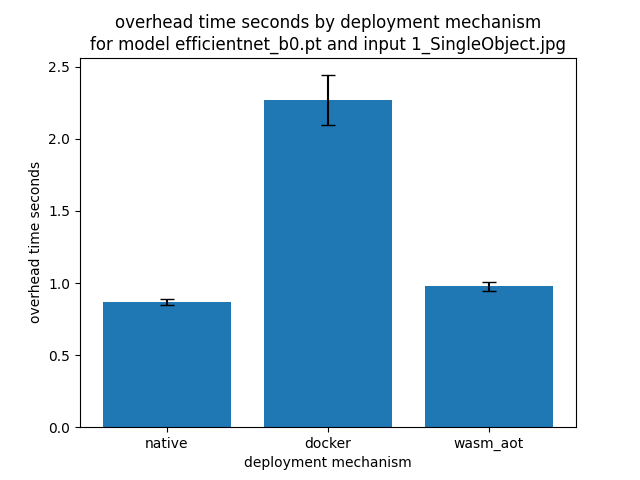 overhead time seconds by deployment mechanism
for model efficientnet_b0.pt and input 1_SingleObject.jpg
2.5
2.0
1.5
1.0
0.5
0.0
overhead time seconds
native
docker
wasm_aot
deployment mechanism